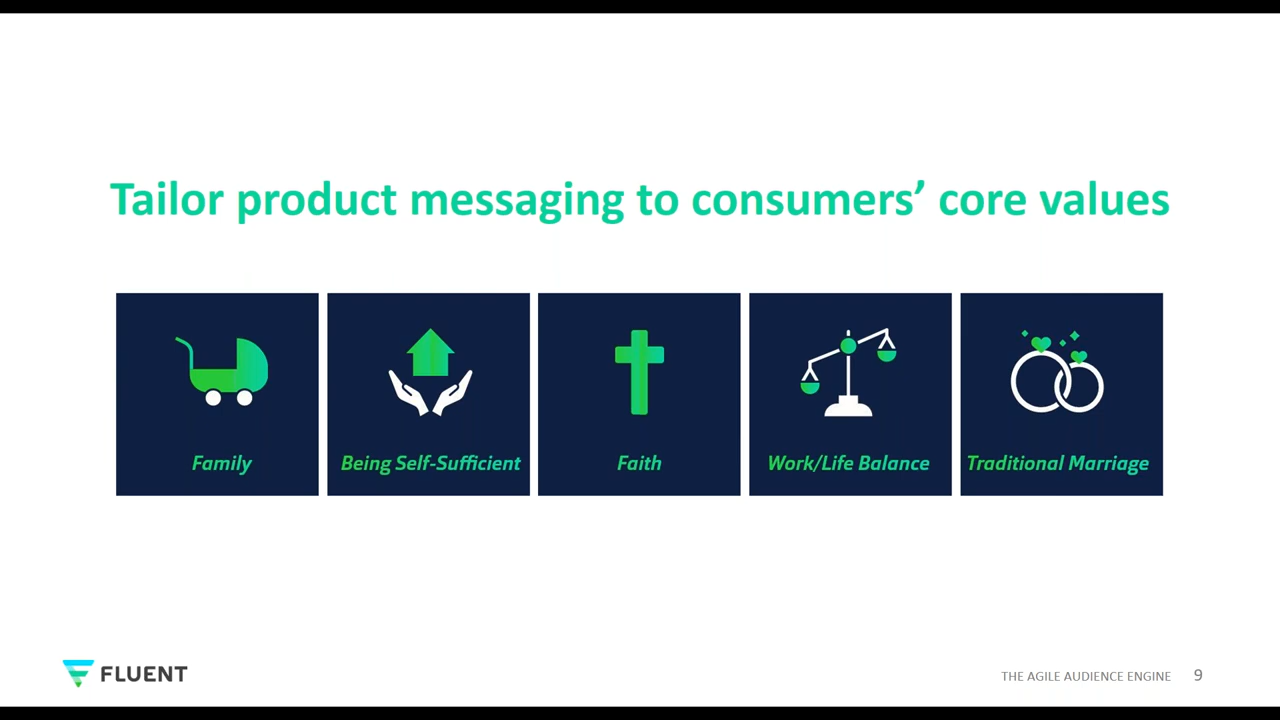 Tailor product messaging to consumers’ core values
Family
Being Self-Sufficient
Faith
Work/Life Balance
Traditional Marriage
FLUENT
THE AGILE AUDIENCE ENGINE 9